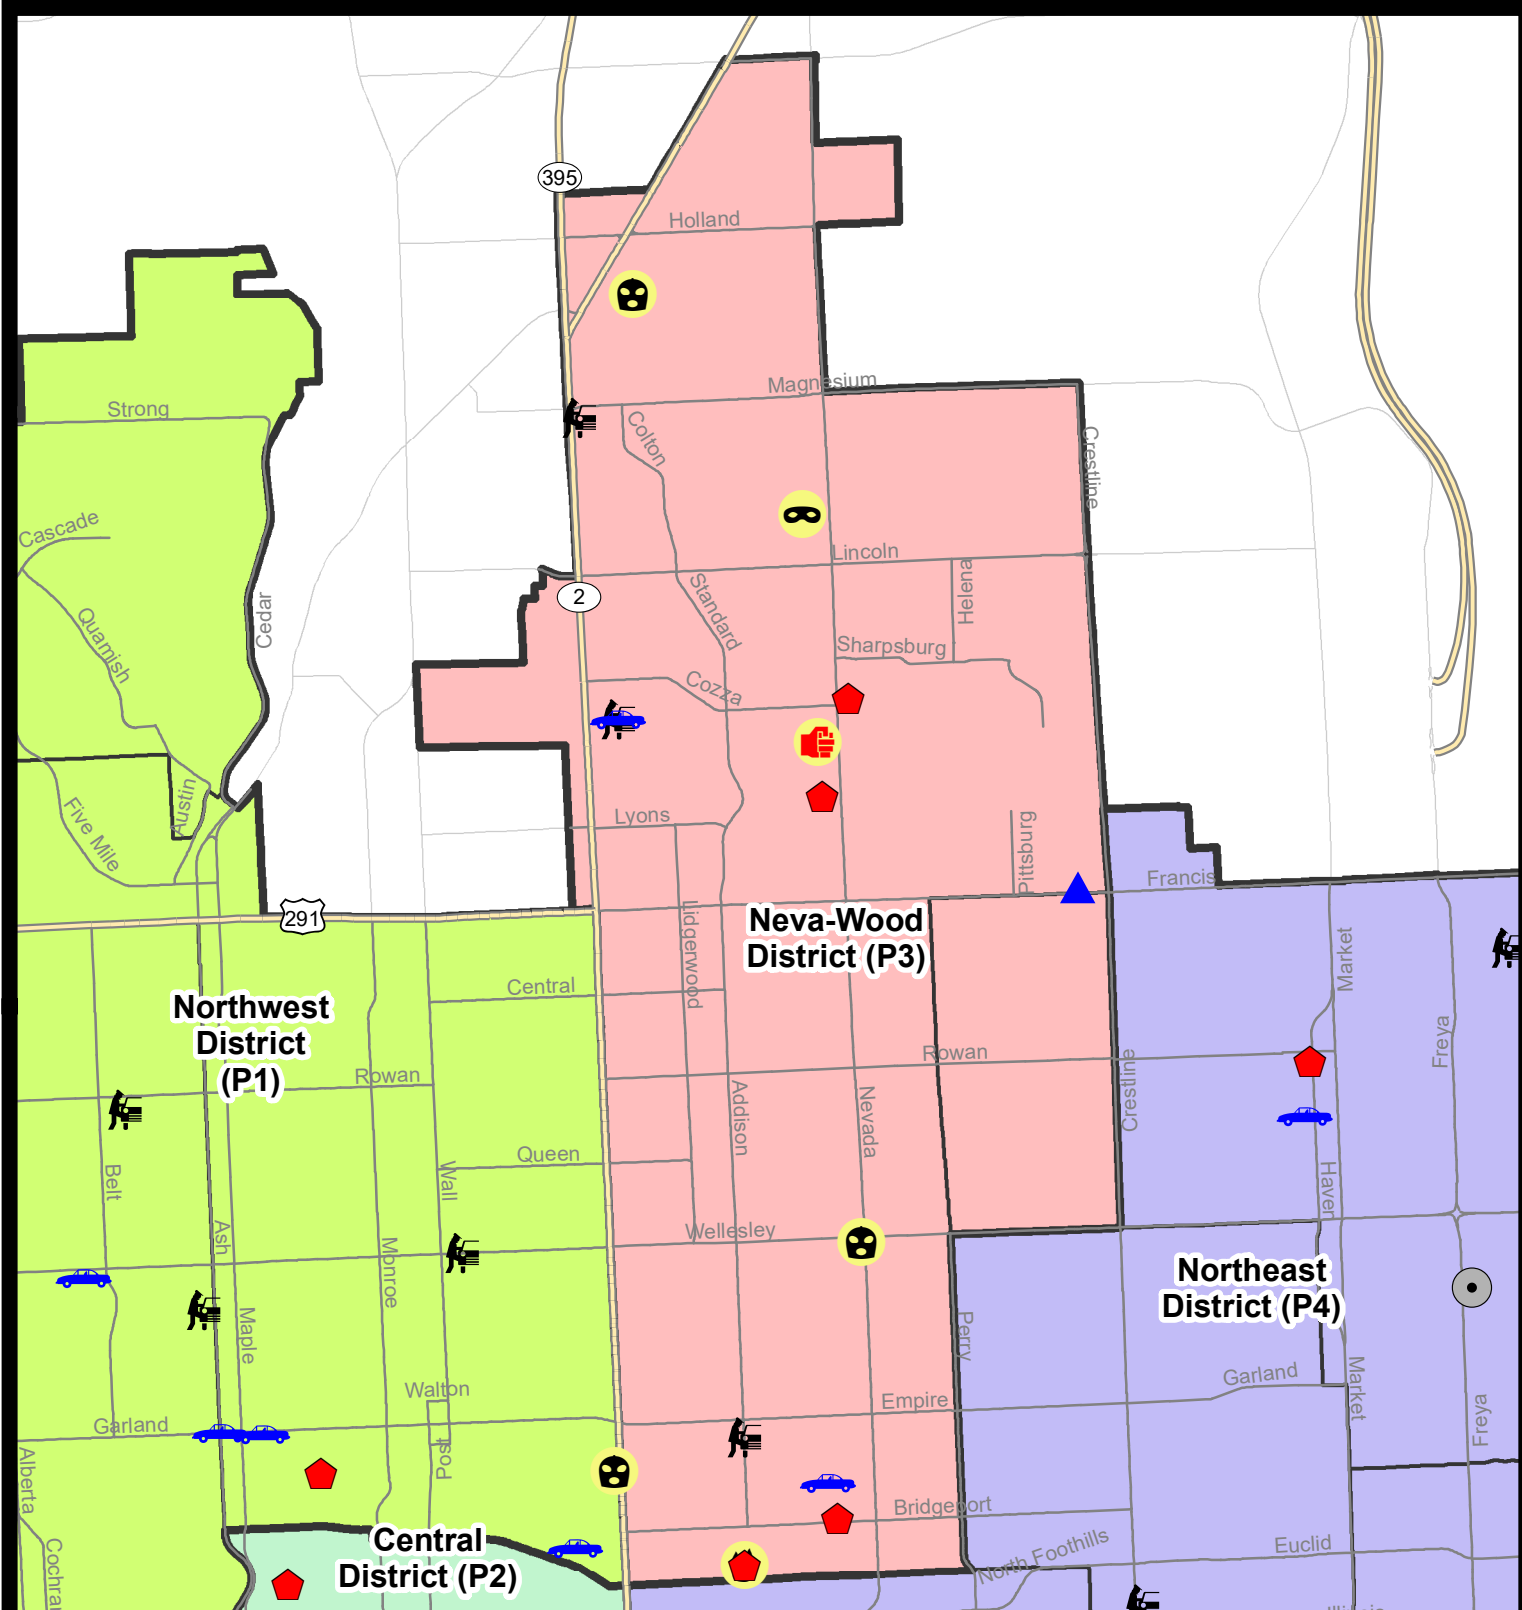 395
Holland
Magnesium
Strong
Colton
Crestline
Cascade
Lincoln
Helena
2
Standard
Cedar
Quamish
Sharpsburg
Cozza
Austin
Five Mile
Lyons
Pittsburg
Francis
291
Neva-Wood
District (P3)
Lidgerwood
Market
Central
Northwest
District
(P1)
Freya
Rowan
Rowan
Crestline
Addison
Nevada
Queen
Belt
Wall
Haven
Ash
Wellesley
Monroe
Northeast
District (P4)
Maple
Perry
Garland
Market
Walton
Empire
Garland
Freya
Post
Alberta
Bridgeport
Central
District (P2)
North Foothills
Euclid